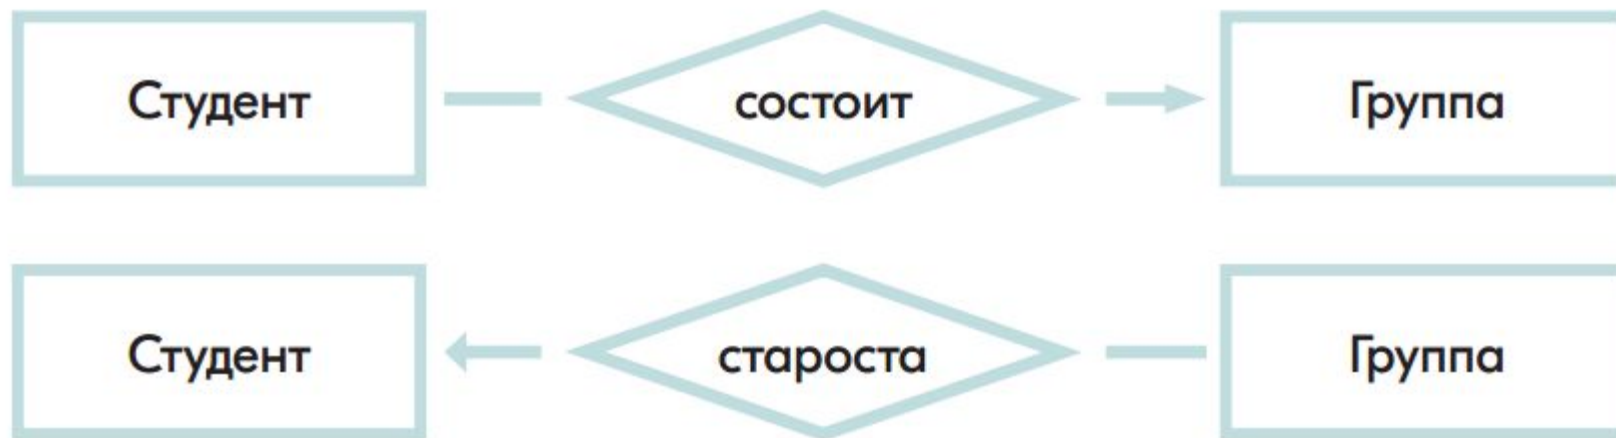 Студент состоит Группа
Студент староста Группа